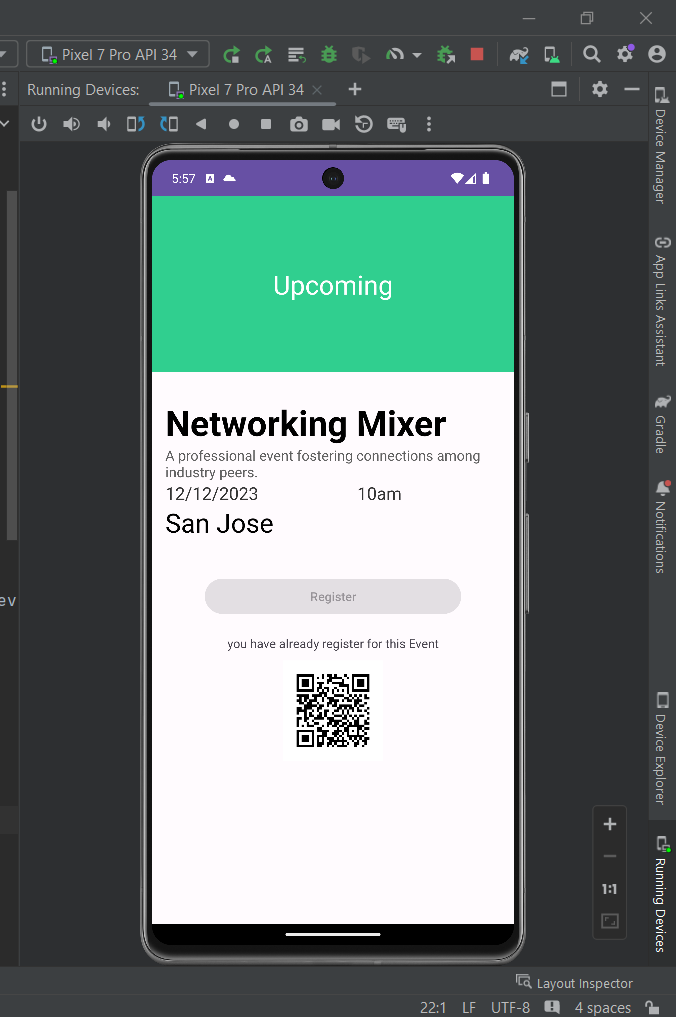 Pixel 7 Pro API 34
Running Devices:
Pixel 7 Pro API 34
5:57
Upcoming
Networking Mixer
A professional event fostering connections among
industry peers.
12/12/2023
10am
San Jose
Register
you have already register for this Event
Device Manager
App Links Assistant
Gradle
Notifications
Device Explorer
Running Devices
ev
1:1
Layout Inspector
22:1
LF
UTF-8
4 spaces